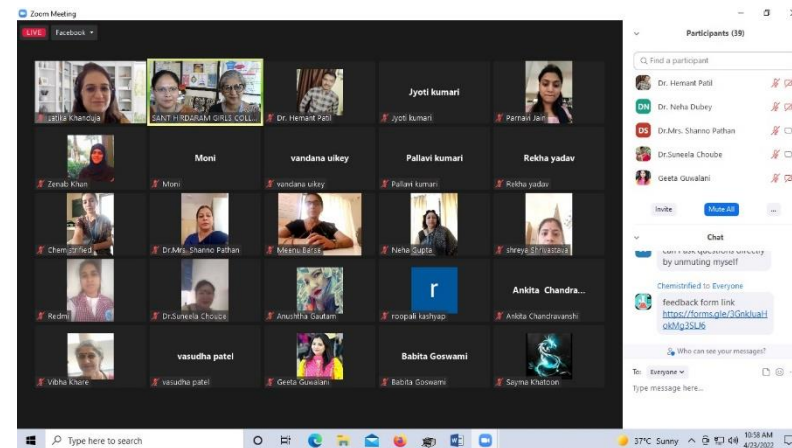 Zoom Meeting
LIVE Facebook
Participants (39)
Find a participant
Dr. Hemant Patil
DN Dr. Neha Dubey
DS Dr.Mrs. Shanno Pathan
Dr.Suneela Choube
Geeta Guwalani
Invite Mute All ...
Chat
by unmuting myself
Chemistrified to Everyone
feedback form link
https://forms.gle/3GnkJuaH
okMg3SLJ6
Who can see your messages?
To: Everyone
Type message here...
Latika Khanduja
SANT HIRDARAM GIRLS COLL...
Dr. Hemant Patil
Jyoti kumari
Jyoti kumari
Parnavi Jain
Zenab Khan
Moni
Moni
vandana uikey
vandana uikey
Pallavi kumari
Pallavi kumari
Rekha yadav
Rekha yadav
Chemistrified
Dr.Mrs. Shanno Pathan
Meenu Barse
Neha Gupta
shreya Shrivastava
Redmi
Dr.Suneela Choube
Anushtha Gautam
r
roopali kashyap
Ankita Chandra...
Ankita Chandravanshi
Vibha Khare
vasudha patel
vasudha patel
Geeta Guwalani
Babita Goswami
Babita Goswami
Sayma Khatoon
Type here to search
37°C Sunny
10:58 AM
4/23/2022